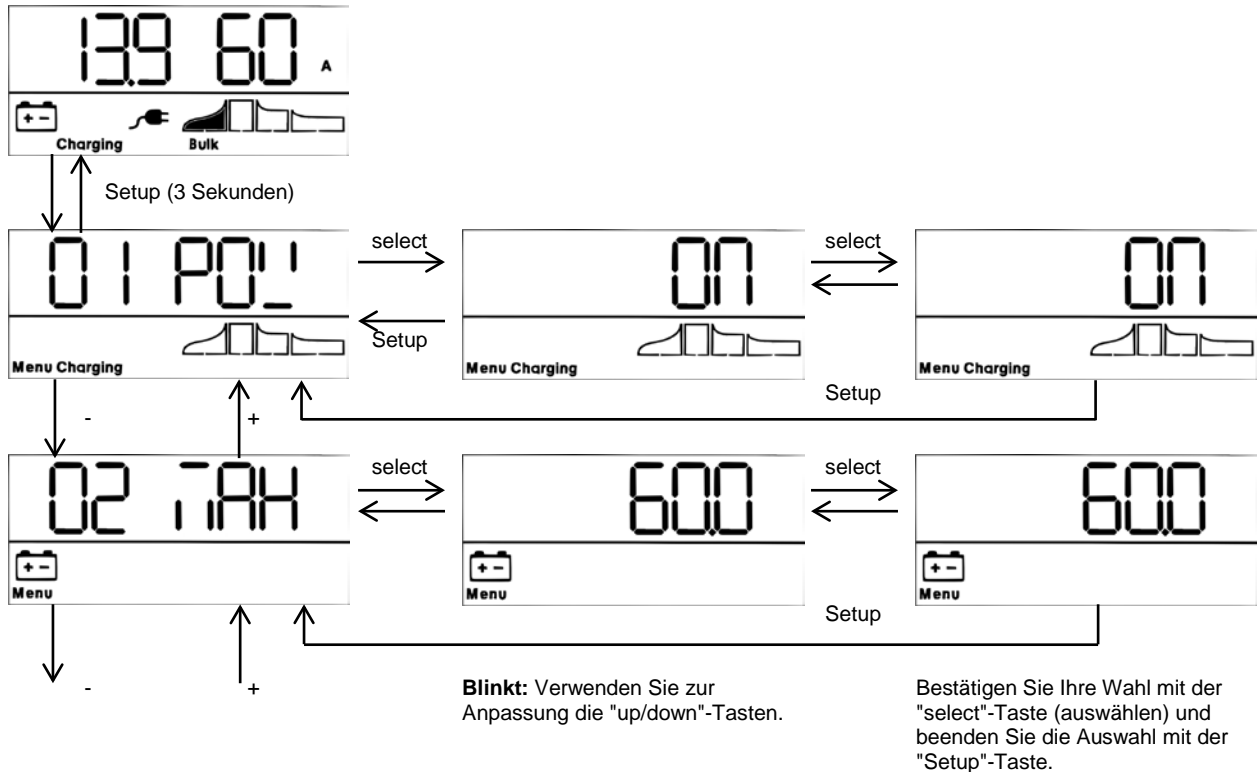 13.9 60 A
+ -
Charging Bulk
Setup (3 Sekunden)
select select
01 POW ON ON
Setup
Menu Charging Menu Charging Menu Charging
Setup
- +
select select
02 MAH 60.0 60.0
+ - + - + -
Menu Menu Menu
Setup
- +
Blinkt: Verwenden Sie zur
Anpassung die "up/down"-Tasten.
Bestätigen Sie Ihre Wahl mit der
"select"-Taste (auswählen) und
beenden Sie die Auswahl mit der
"Setup"-Taste.